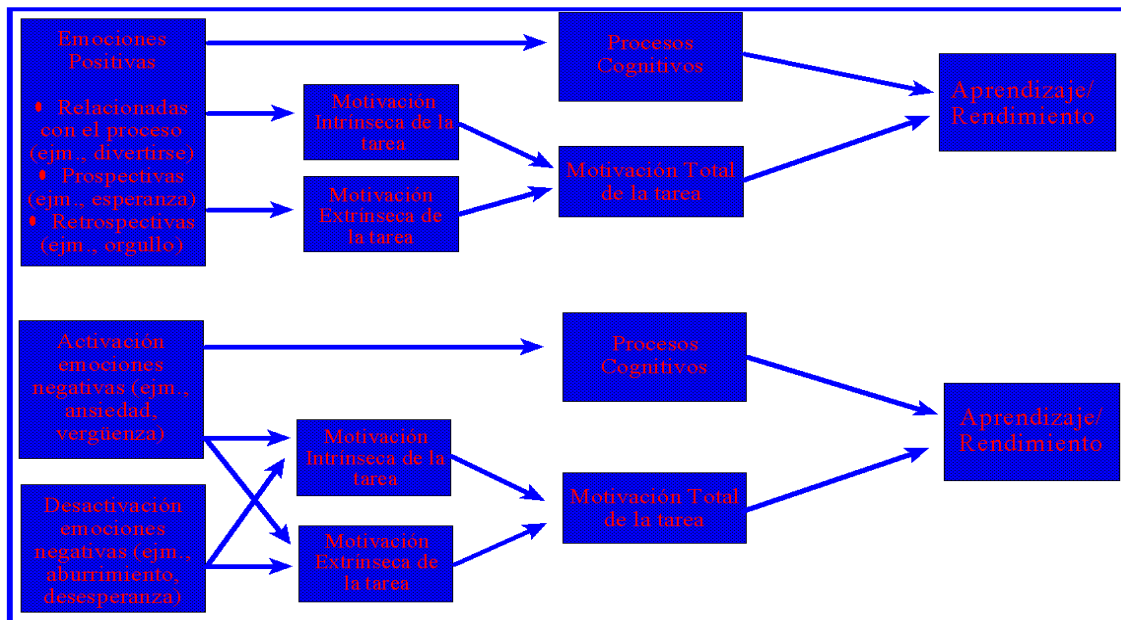 Emociones
Positivas
• Relacionadas
con el proceso
(ejm., divertirse)
• Prospectivas
(ejm., esperanza)
• Retrospectivas
(ejm., orgullo)
Motivación
Intrínseca de la
tarea
Motivación
Extrínseca de
la tarea
Procesos
Cognitivos
Motivación Total
de la tarea
Aprendizaje/
Rendimiento
Activación
emociones
negativas (ejm.,
ansiedad,
vergüenza)
Desactivación
emociones
negativas (ejm.,
aburrimiento,
desesperanza)
Motivación
Intrínseca de la
tarea
Motivación
Extrínseca de
la tarea
Procesos
Cognitivos
Motivación Total
de la tarea
Aprendizaje/
Rendimiento